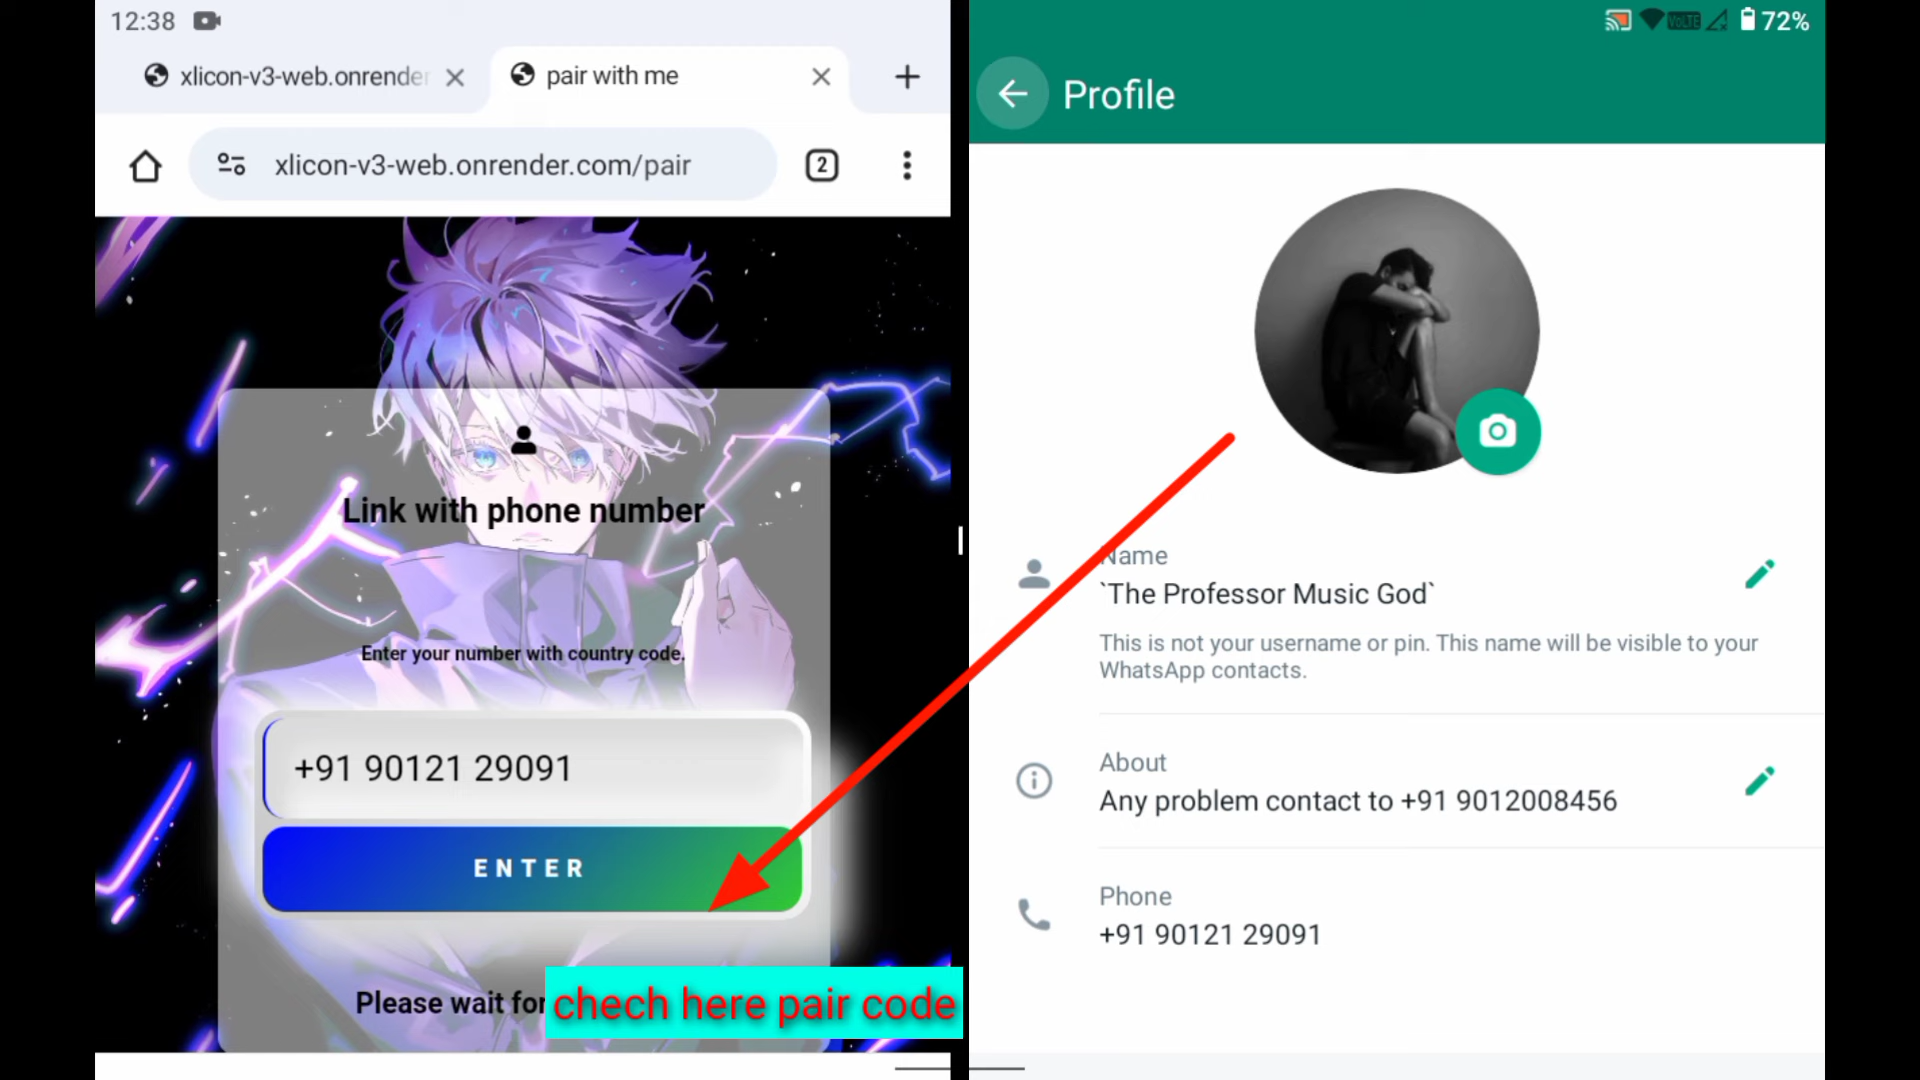 12:38
xlicon-v3-web.onrender
pair with me
xlicon-v3-web.onrender.com/pair
2
Link with phone number
Enter your number with country code.
+91 90121 29091
ENTER
Please wait for
chech here pair code
VoLTE
72%
Profile
Name
`The Professor Music God`
This is not your username or pin. This name will be visible to your
WhatsApp contacts.
About
Any problem contact to +91 9012008456
Phone
+91 90121 29091